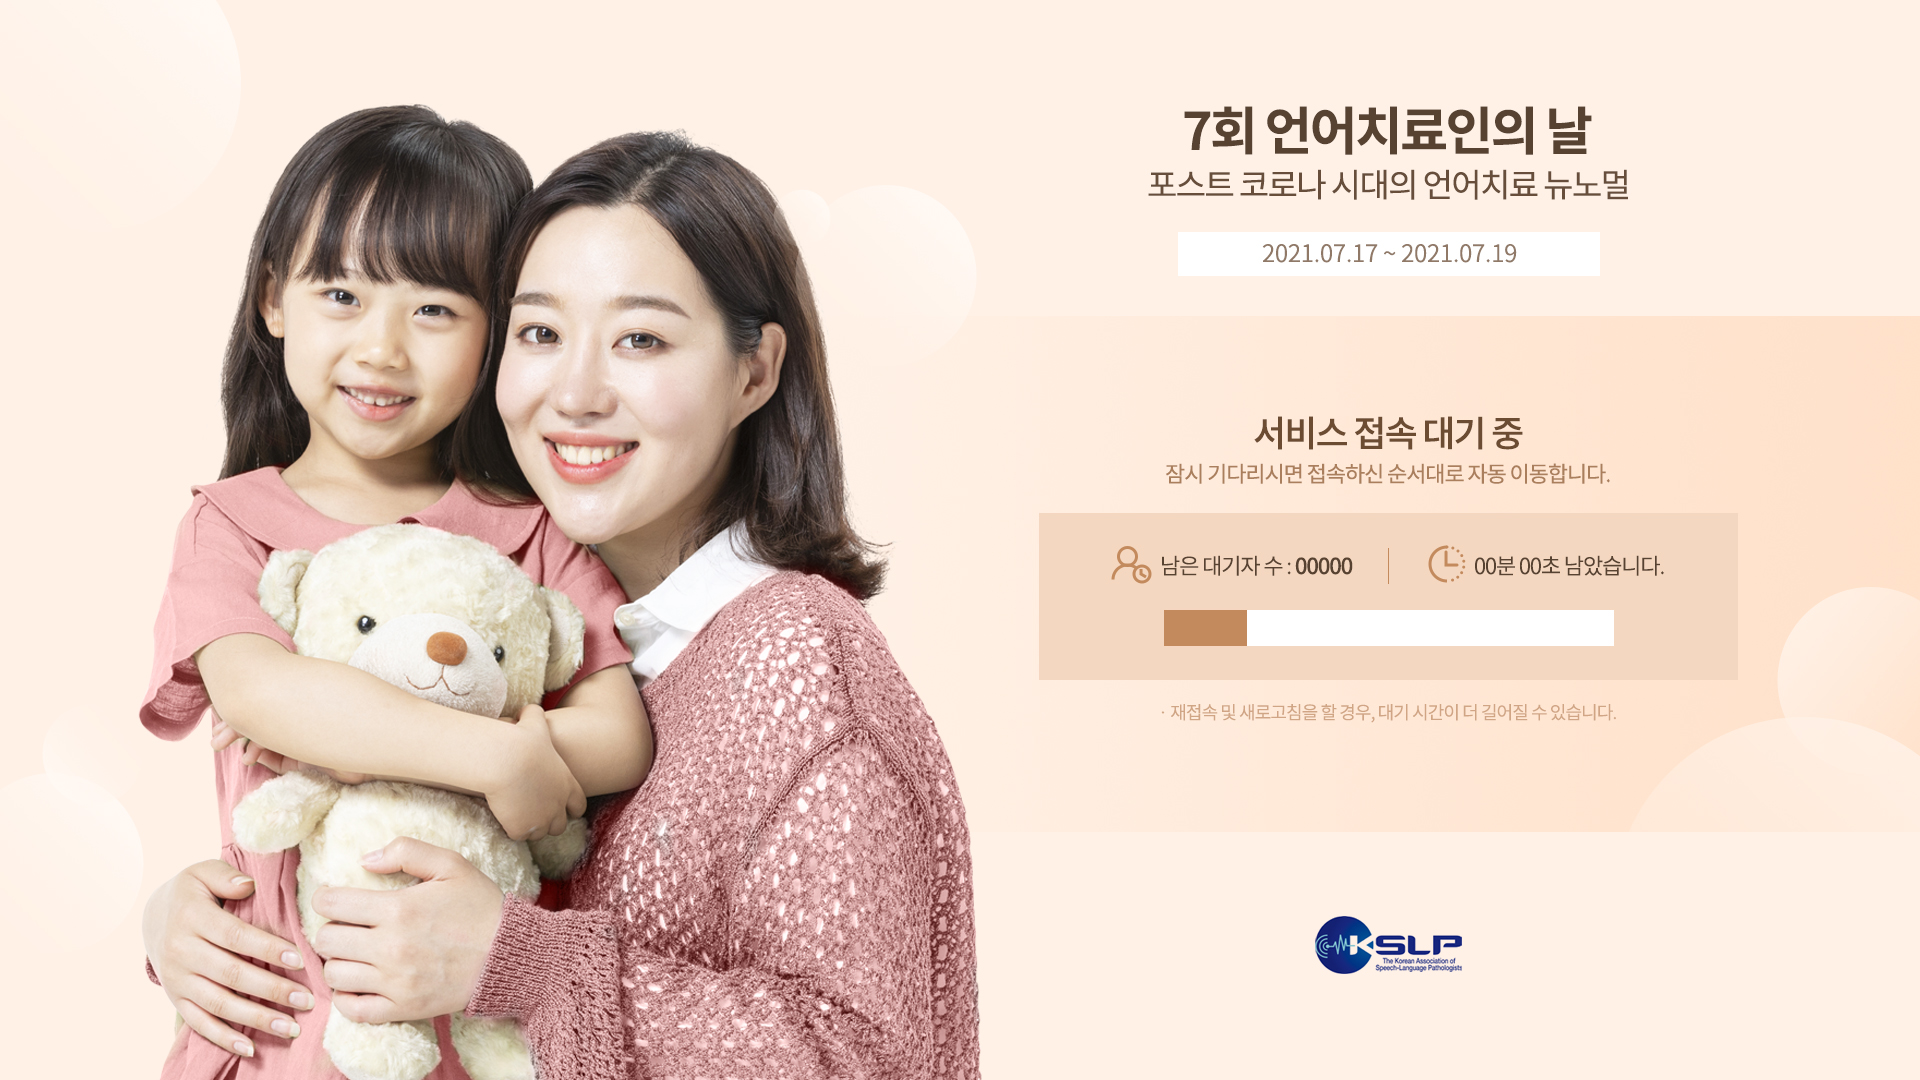 7회 언어치료인의 날
포스트 코로나 시대의 언어치료 뉴노멀
2021.07.17 ~ 2021.07.19
서비스 접속 대기 중
잠시 기다리시면 접속하신 순서대로 자동 이동합니다.
남은 대기자 수 : 00000
00분 00초 남았습니다.
· 재접속 및 새로고침을 할 경우, 대기 시간이 더 길어질 수 있습니다.
K-SLP
The Korean Association of
Speech-Language Pathologists